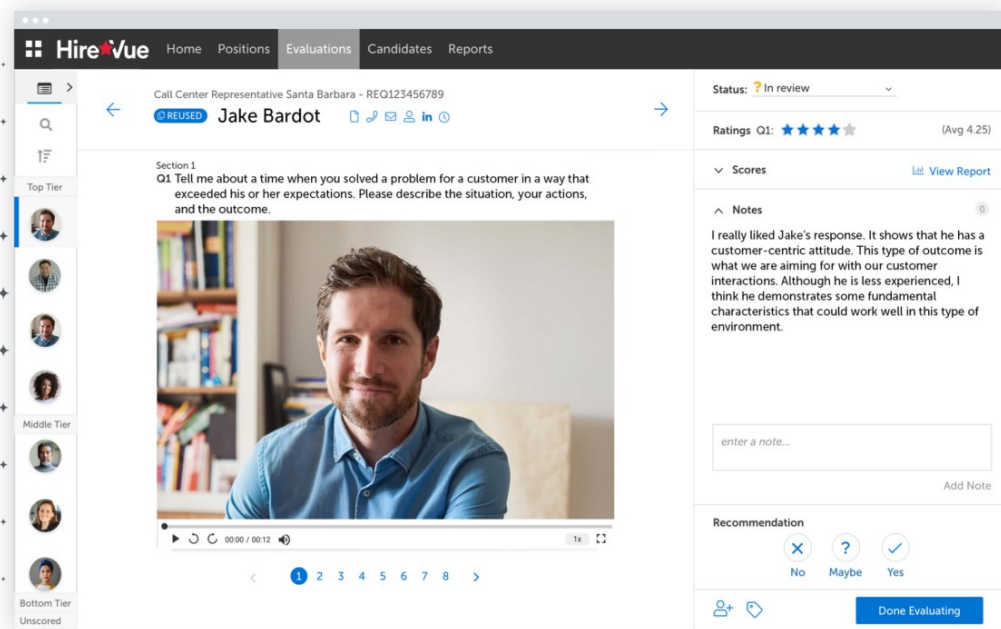 Hire Vue
Home Positions Evaluations Candidates Reports
Top Tier
Middle Tier
Bottom Tier
Unscored
Call Center Representative Santa Barbara - REQ123456789
REUSED Jake Bardot in
Section 1
Q1 Tell me about a time when you solved a problem for a customer in a way that
exceeded his or her expectations. Please describe the situation, your actions,
and the outcome.
00:00 / 00:12 1x
< 1 2 3 4 5 6 7 8 >
Status: ? In review
Ratings Q1: (Avg 4.25)
Scores View Report
Notes 0
I really liked Jake's response. It shows that he has a
customer-centric attitude. This type of outcome is
what we are aiming for with our customer
interactions. Although he is less experienced, I
think he demonstrates some fundamental
characteristics that could work well in this type of
environment.
enter a note...
Add Note
Recommendation
?
No Maybe Yes
Done Evaluating